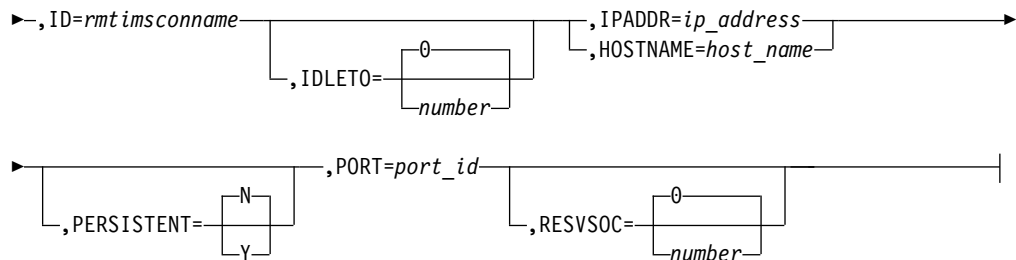 ,ID=rmtimsconname ,IPADDR=ip_address
0 ,HOSTNAME=host_name
,IDLETO=
number
,PORT=port_id
N 0
,PERSISTENT= ,RESVSOC=
Y number